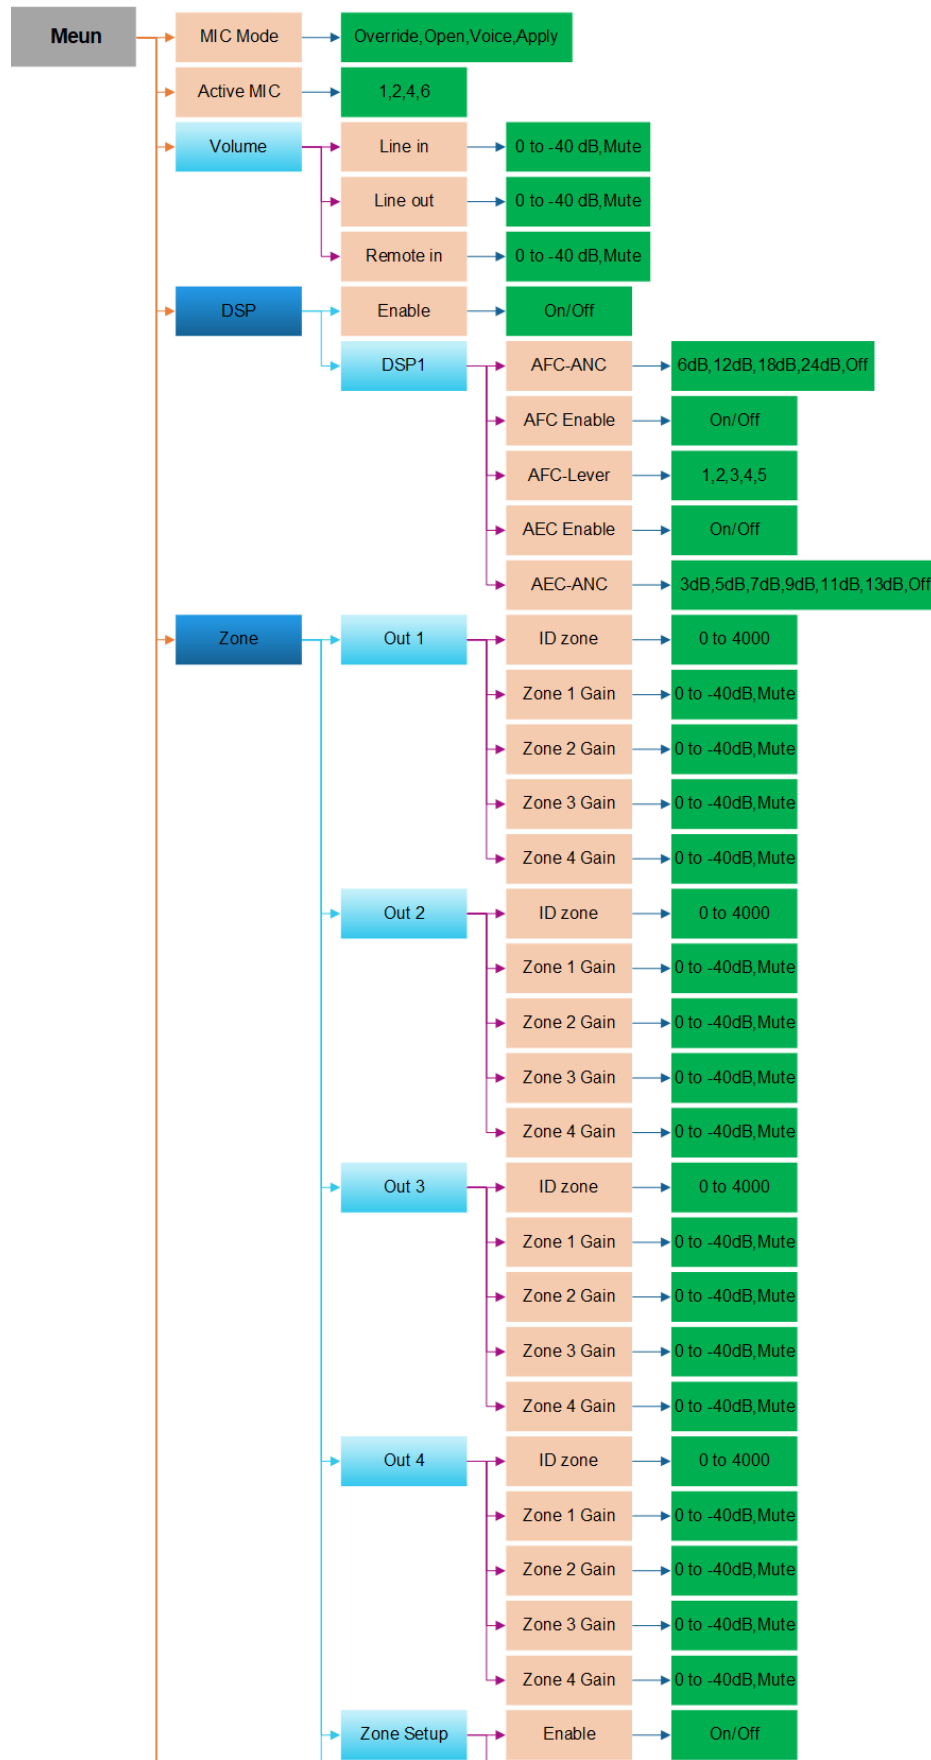 Meun
MIC Mode
Override,Open,Voice,Apply
Active MIC
1,2,4,6
Volume
Line in
0 to -40 dB,Mute
Line out
0 to -40 dB,Mute
Remote in
0 to -40 dB,Mute
DSP
Enable
On/Off
DSP1
AFC-ANC
6dB,12dB,18dB,24dB,Off
AFC Enable
On/Off
AFC-Lever
1,2,3,4,5
AEC Enable
On/Off
AEC-ANC
3dB,5dB,7dB,9dB,11dB,13dB,Off
Zone
Out 1
ID zone
0 to 4000
Zone 1 Gain
0 to -40dB,Mute
Zone 2 Gain
0 to -40dB,Mute
Zone 3 Gain
0 to -40dB,Mute
Zone 4 Gain
0 to -40dB,Mute
Out 2
ID zone
0 to 4000
Zone 1 Gain
0 to -40dB,Mute
Zone 2 Gain
0 to -40dB,Mute
Zone 3 Gain
0 to -40dB,Mute
Zone 4 Gain
0 to -40dB,Mute
Out 3
ID zone
0 to 4000
Zone 1 Gain
0 to -40dB,Mute
Zone 2 Gain
0 to -40dB,Mute
Zone 3 Gain
0 to -40dB,Mute
Zone 4 Gain
0 to -40dB,Mute
Out 4
ID zone
0 to 4000
Zone 1 Gain
0 to -40dB,Mute
Zone 2 Gain
0 to -40dB,Mute
Zone 3 Gain
0 to -40dB,Mute
Zone 4 Gain
0 to -40dB,Mute
Zone Setup
Enable
On/Off